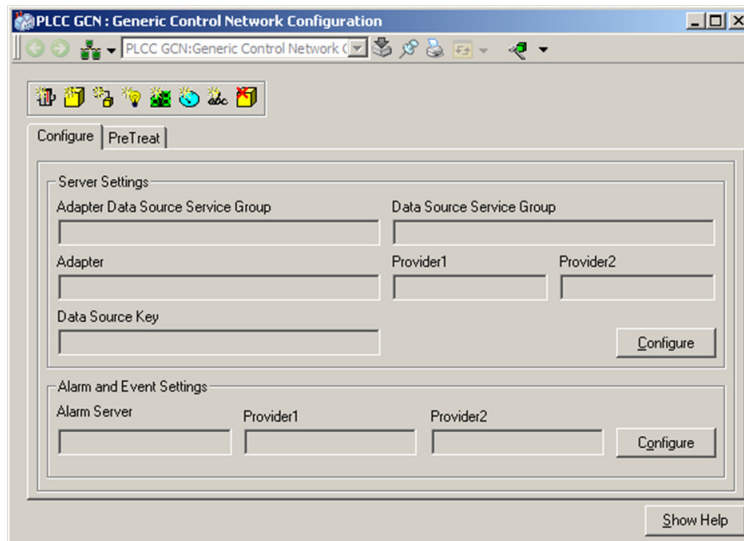 PLCC GCN : Generic Control Network Configuration
PLCC GCN:Generic Control Network (
abc
Configure PreTreat
Server Settings
Adapter Data Source Service Group Data Source Service Group
Adapter Provider1 Provider2
Data Source Key
Configure
Alarm and Event Settings
Alarm Server Provider1 Provider2
Configure
Show Help